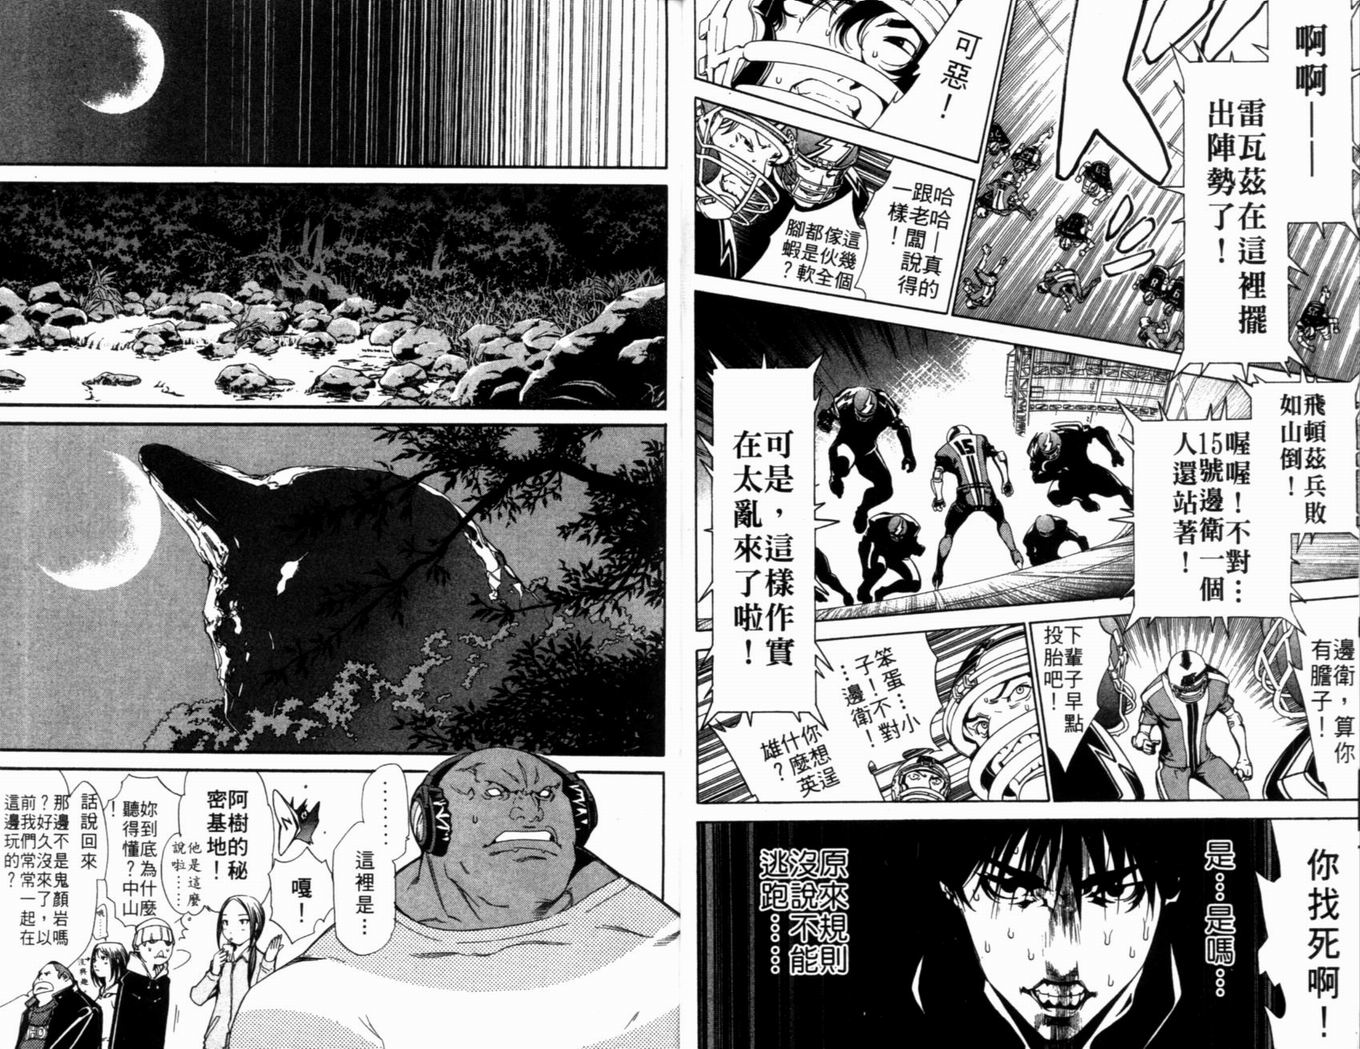 啊啊——
雷瓦茲在這裡擺
出陣勢了！
可惡！
哈哈—真的
跟老闆說得
一樣！
這幾個
傢伙全
都是軟
腳蝦？
飛頓茲兵敗
如山倒！
喔喔！不對…
15號邊衛一個
人還站著！
15
可是，這樣作實
在太亂來了啦！
邊衛，算你
有膽子！
下輩子早點
投胎吧！
笨蛋…小
子！不對
…邊衛！
你想逞
什麼英
雄？
你找死啊！
是…是嗎…
原來規則
沒說不能
逃跑……
………
這裡是…
嘎！
阿樹的秘
密基地！
他是這麼
說啦……
妳到底為什麼
聽得懂？中山
！
話說回來
那邊不是鬼顏岩嗎
？好久沒來了，以
前我們常常一起在
這邊玩的？